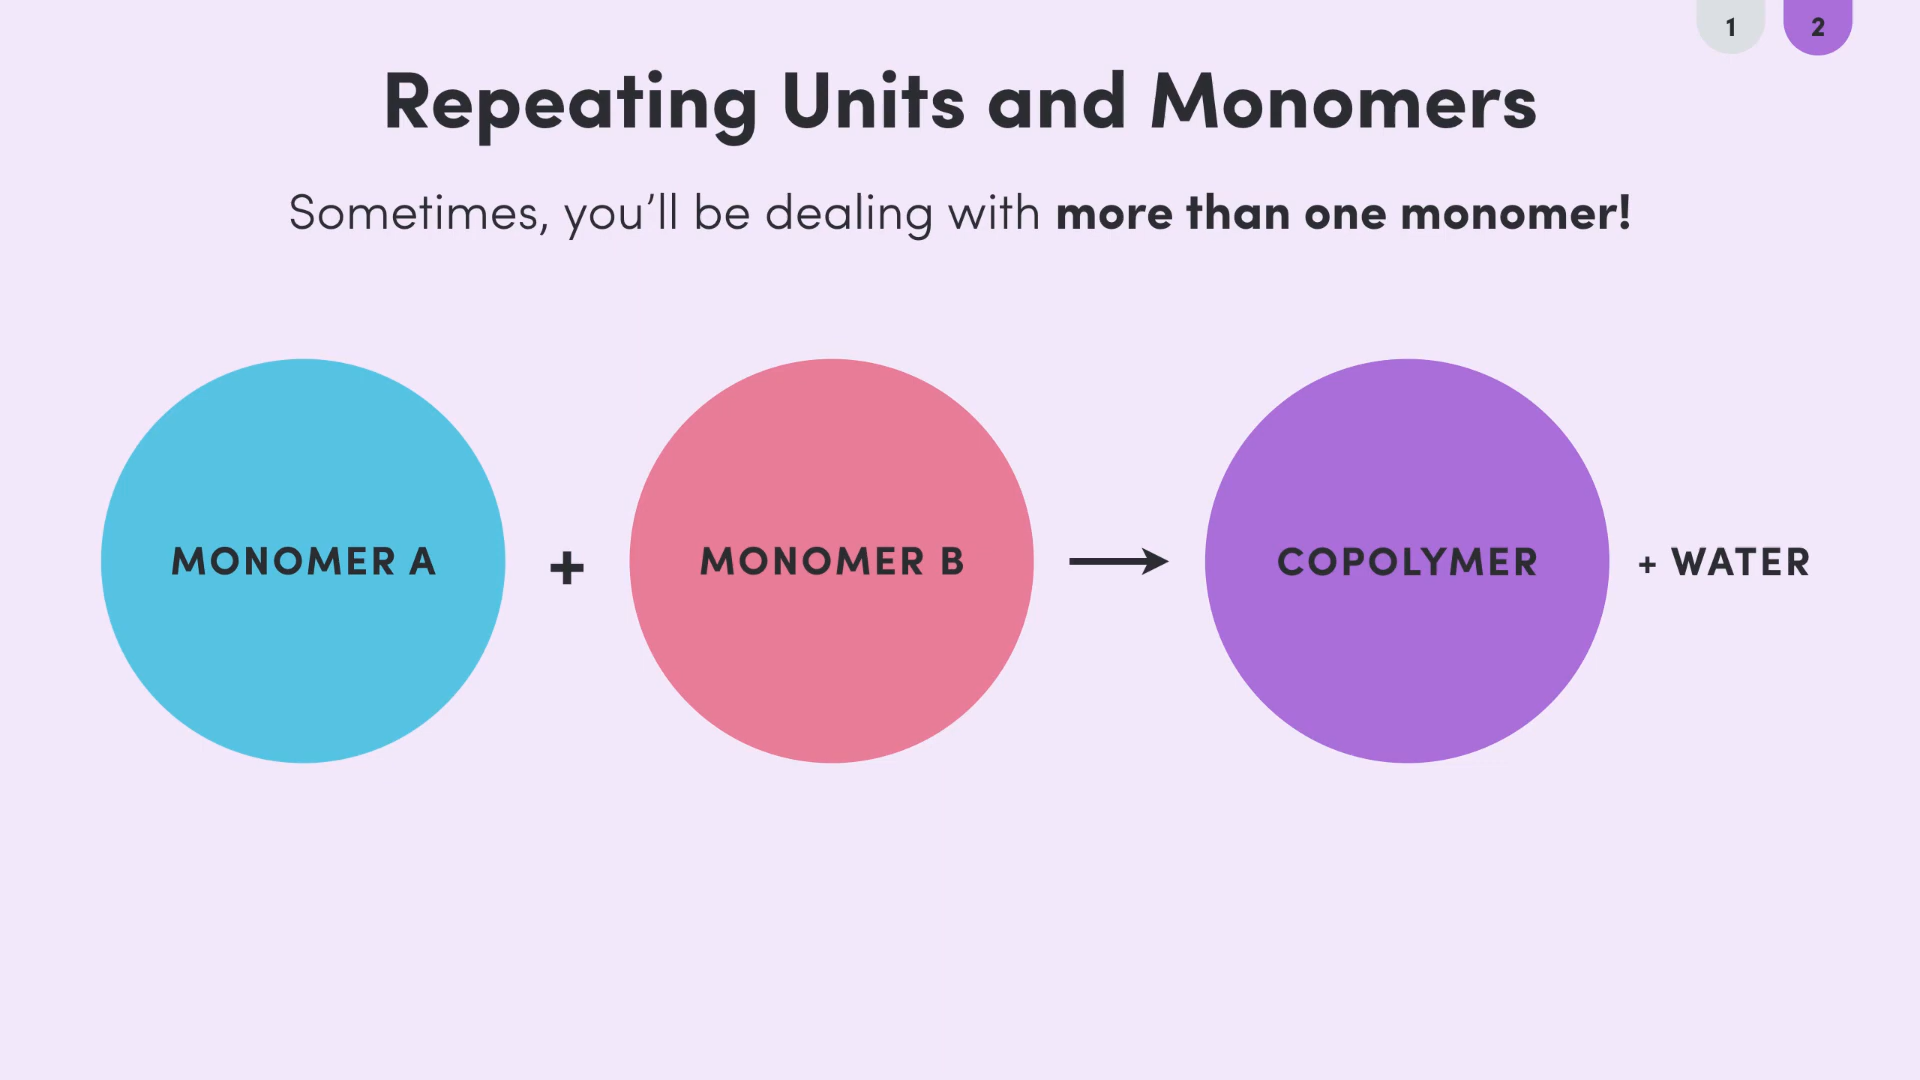 1 2
Repeating Units and Monomers
Sometimes, you’ll be dealing with more than one monomer!
MONOMER A + MONOMER B → COPOLYMER + WATER